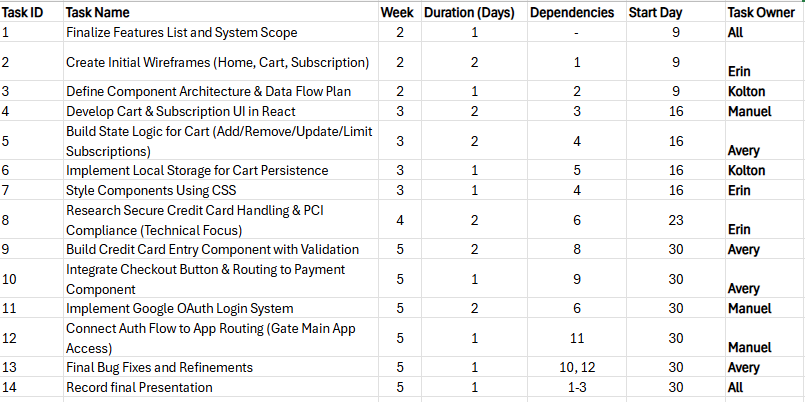 Task ID Task Name Week Duration (Days) Dependencies Start Day Task Owner
1 Finalize Features List and System Scope 2 1 - 9 All
2 Create Initial Wireframes (Home, Cart, Subscription) 2 2 1 9 Erin
3 Define Component Architecture & Data Flow Plan 2 1 2 9 Kolton
4 Develop Cart & Subscription UI in React 3 2 3 16 Manuel
5 Build State Logic for Cart (Add/Remove/Update/Limit
Subscriptions) 3 2 4 16 Avery
6 Implement Local Storage for Cart Persistence 3 1 5 16 Kolton
7 Style Components Using CSS 3 1 4 16 Erin
8 Research Secure Credit Card Handling & PCI
Compliance (Technical Focus) 4 2 6 23 Erin
9 Build Credit Card Entry Component with Validation 5 2 8 30 Avery
10 Integrate Checkout Button & Routing to Payment
Component 5 1 9 30 Avery
11 Implement Google OAuth Login System 5 2 6 30 Manuel
12 Connect Auth Flow to App Routing (Gate Main App
Access) 5 1 11 30 Manuel
13 Final Bug Fixes and Refinements 5 1 10, 12 30 Avery
14 Record final Presentation 5 1 1-3 30 All